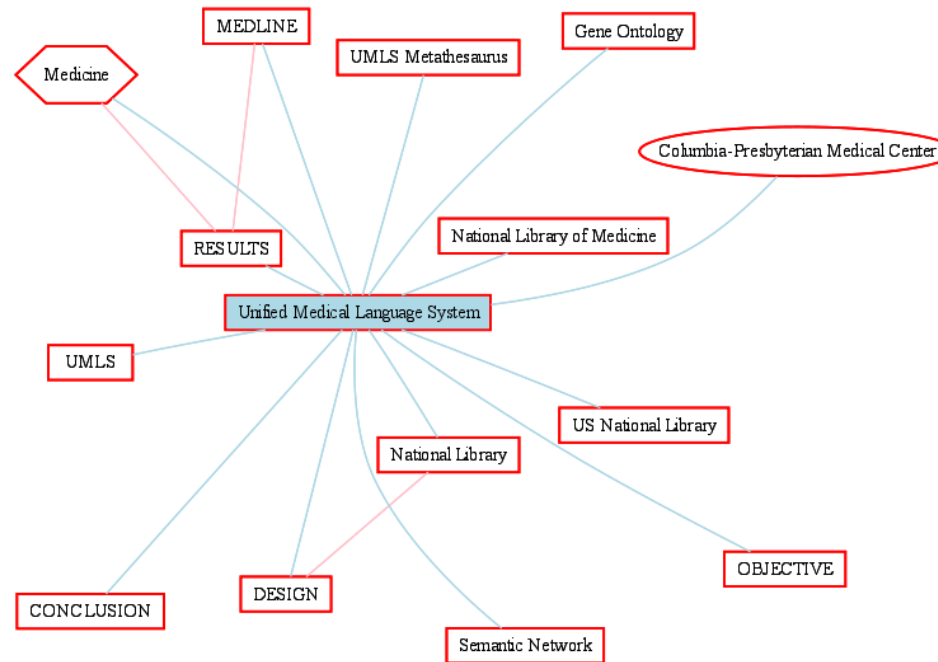 MEDLINE
Gene Ontology
UMLS Metathesaurus
Medicine
Columbia-Presbyterian Medical Center
National Library of Medicine
RESULTS
Unified Medical Language System
UMLS
US National Library
National Library
OBJECTIVE
DESIGN
CONCLUSION
Semantic Network